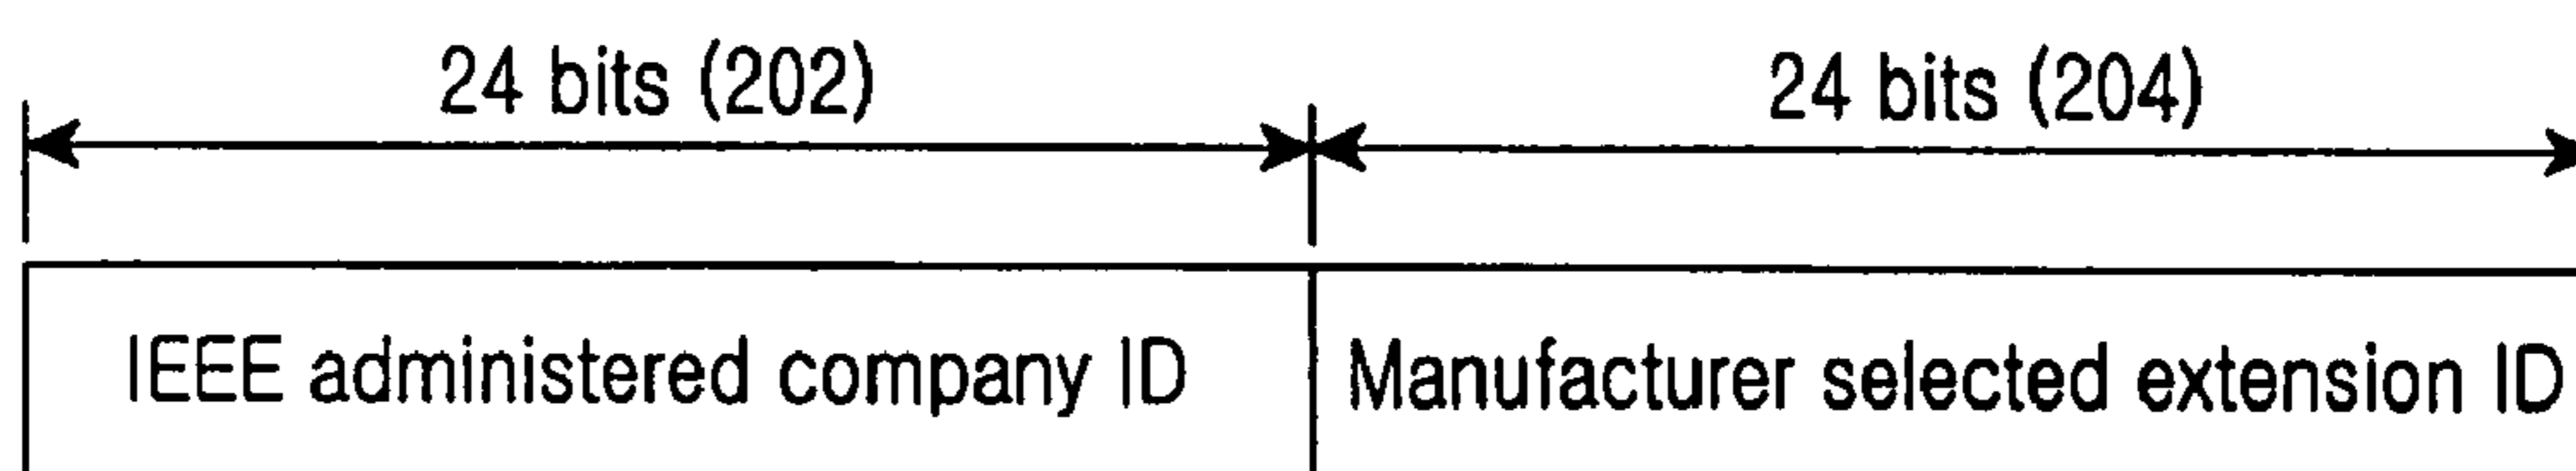 24 bits (202) 24 bits (204)
IEEE administered company ID Manufacturer selected extension ID